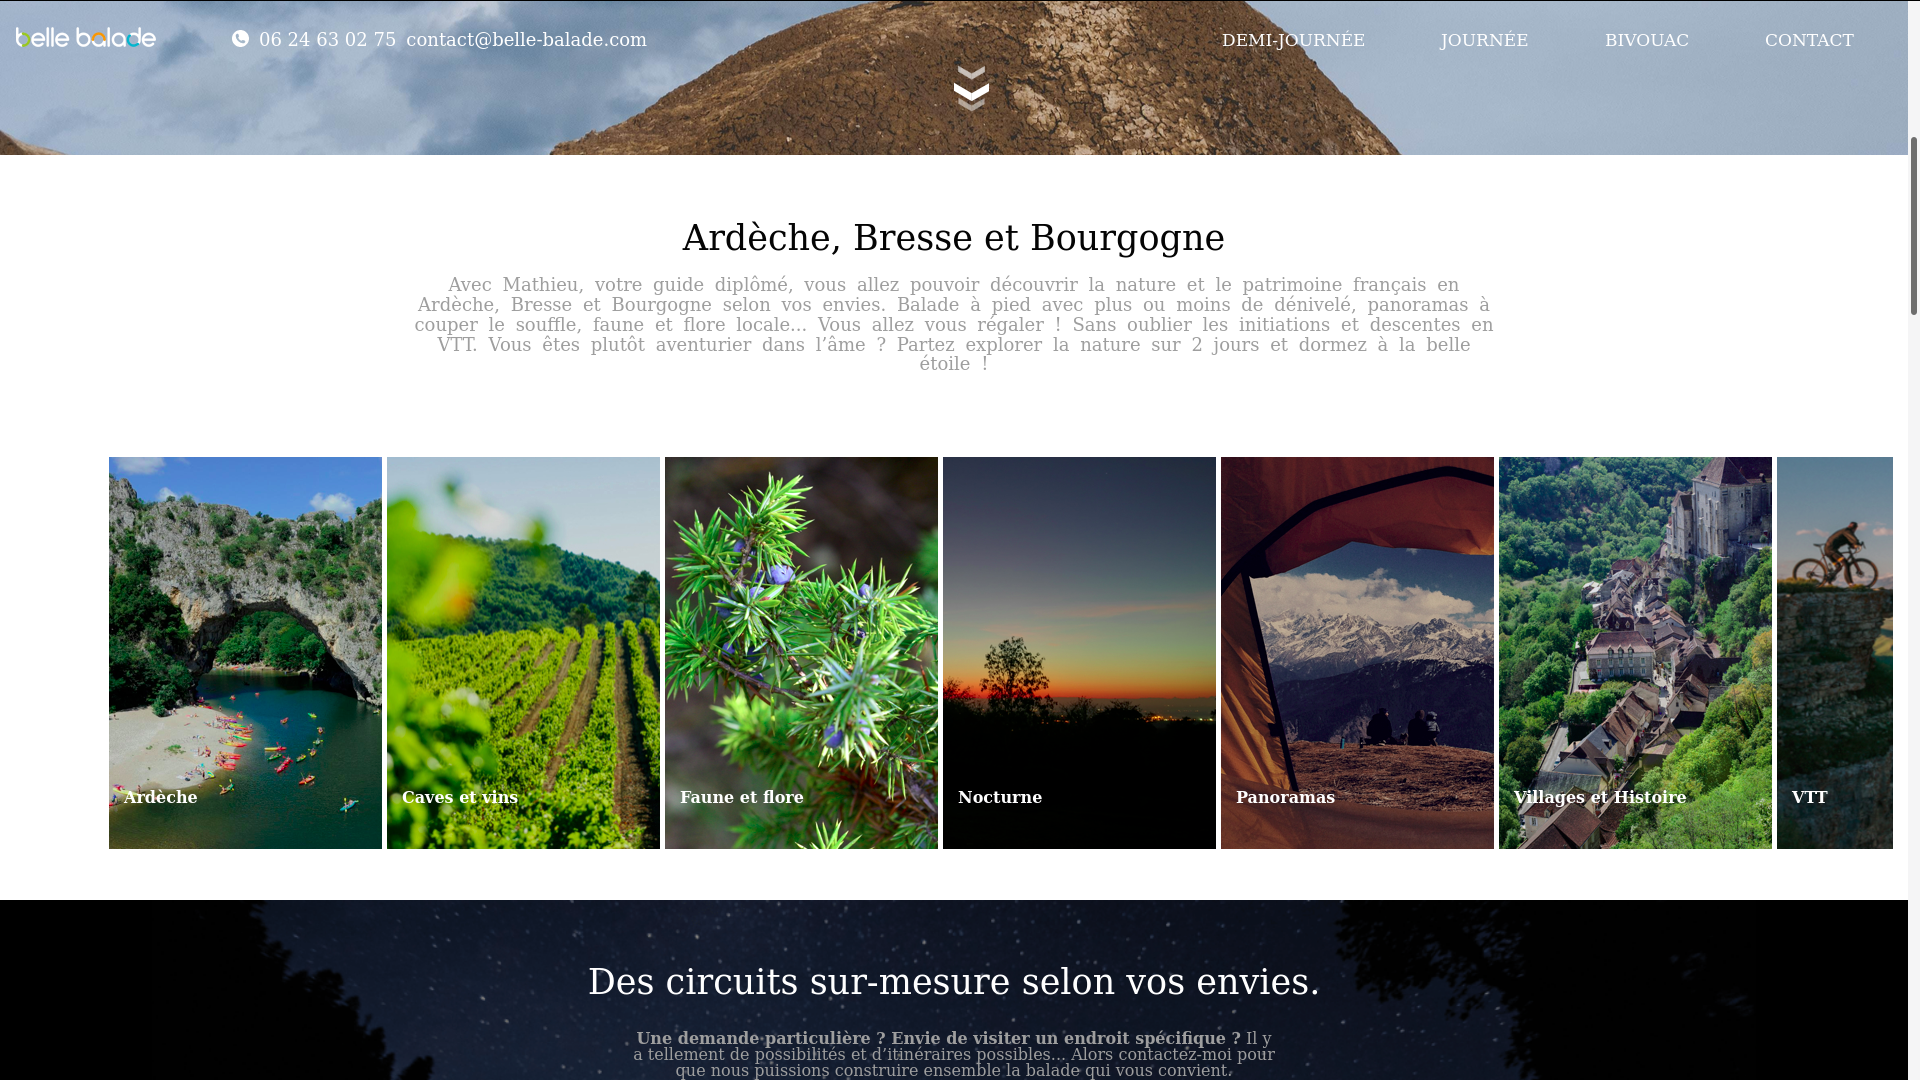 belle balade
06 24 63 02 75 contact@belle-balade.com
DEMI-JOURNÉE JOURNÉE BIVOUAC CONTACT
Ardèche, Bresse et Bourgogne
Avec Mathieu, votre guide diplômé, vous allez pouvoir découvrir la nature et le patrimoine français en
Ardèche, Bresse et Bourgogne selon vos envies. Balade à pied avec plus ou moins de dénivelé, panoramas à
couper le souffle, faune et flore locale... Vous allez vous régaler ! Sans oublier les initiations et descentes en
VTT. Vous êtes plutôt aventurier dans l’âme ? Partez explorer la nature sur 2 jours et dormez à la belle
étoile !
Ardèche
Caves et vins
Faune et flore
Nocturne
Panoramas
Villages et Histoire
VTT
Des circuits sur-mesure selon vos envies.
Une demande particulière ? Envie de visiter un endroit spécifique ? Il y
a tellement de possibilités et d’itinéraires possibles... Alors contactez-moi pour
que nous puissions construire ensemble la balade qui vous convient.